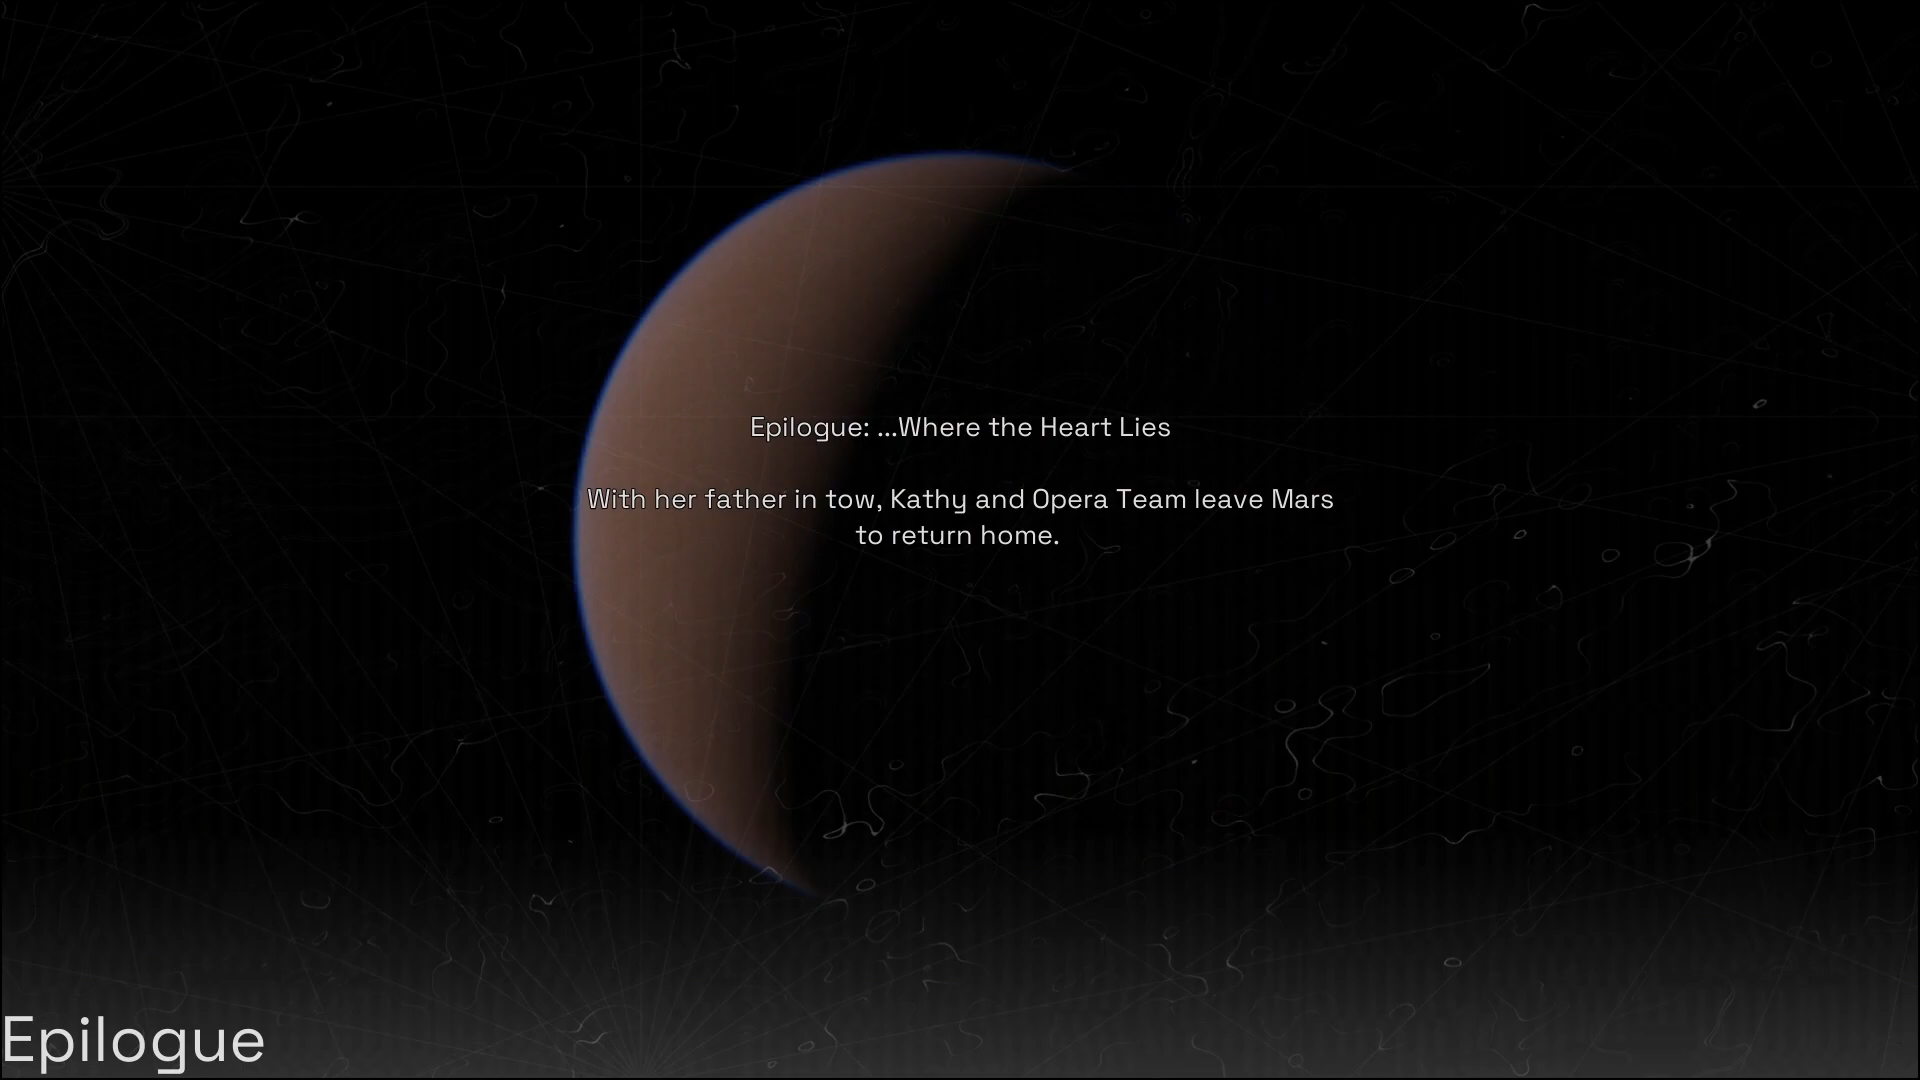 Epilogue: ...Where the Heart Lies
With her father in tow, Kathy and Opera Team leave Mars
to return home.
Epilogue